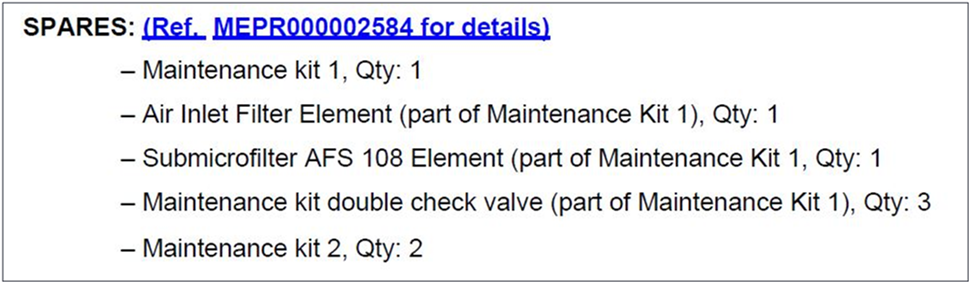 SPARES: (Ref. MEPR000002584 for details)
– Maintenance kit 1, Qty: 1
– Air Inlet Filter Element (part of Maintenance Kit 1), Qty: 1
– Submicrofilter AFS 108 Element (part of Maintenance Kit 1, Qty: 1
– Maintenance kit double check valve (part of Maintenance Kit 1), Qty: 3
– Maintenance kit 2, Qty: 2